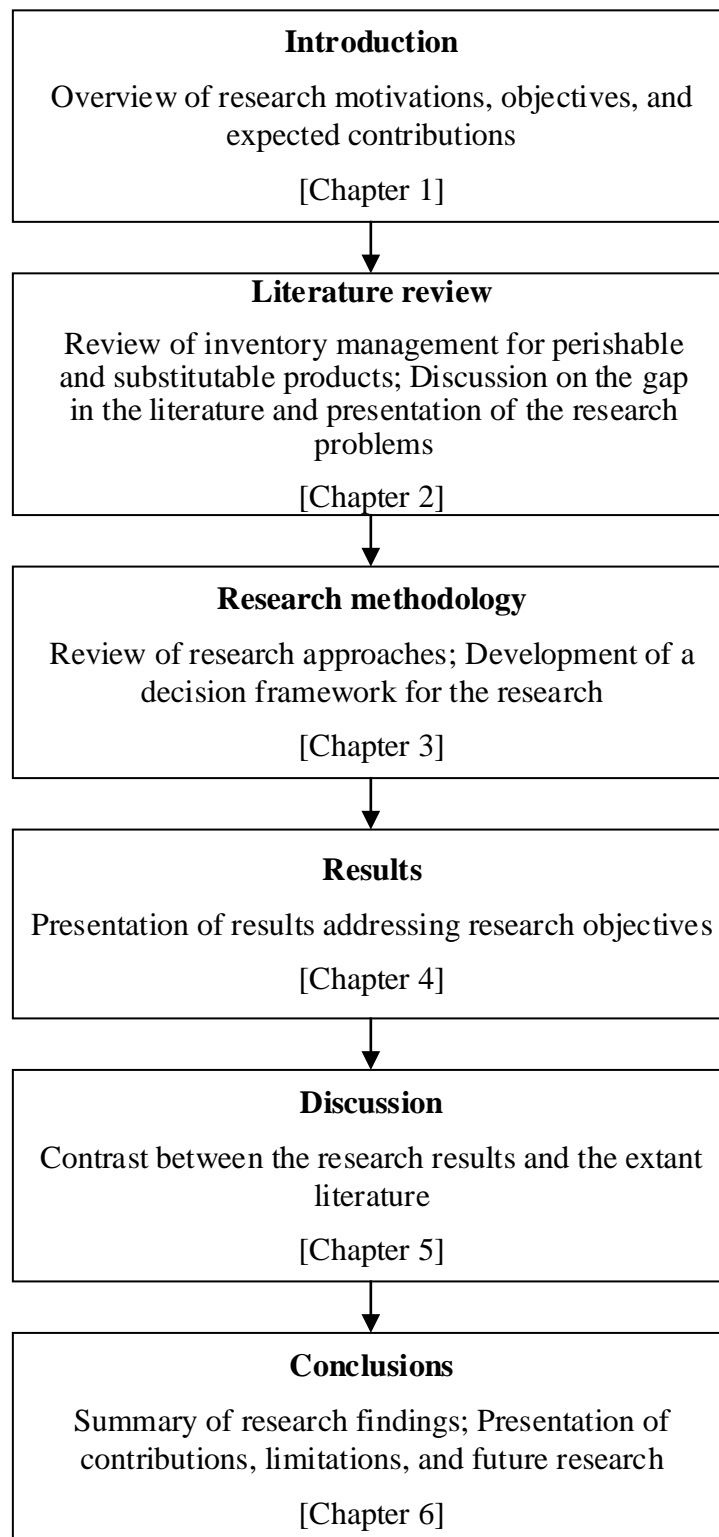 Introduction
Overview of research motivations, objectives, and
expected contributions
[Chapter 1]
Literature review
Review of inventory management for perishable
and substitutable products; Discussion on the gap
in the literature and presentation of the research
problems
[Chapter 2]
Research methodology
Review of research approaches; Development of a
decision framework for the research
[Chapter 3]
Results
Presentation of results addressing research objectives
[Chapter 4]
Discussion
Contrast between the research results and the extant
literature
[Chapter 5]
Conclusions
Summary of research findings; Presentation of
contributions, limitations, and future research
[Chapter 6]